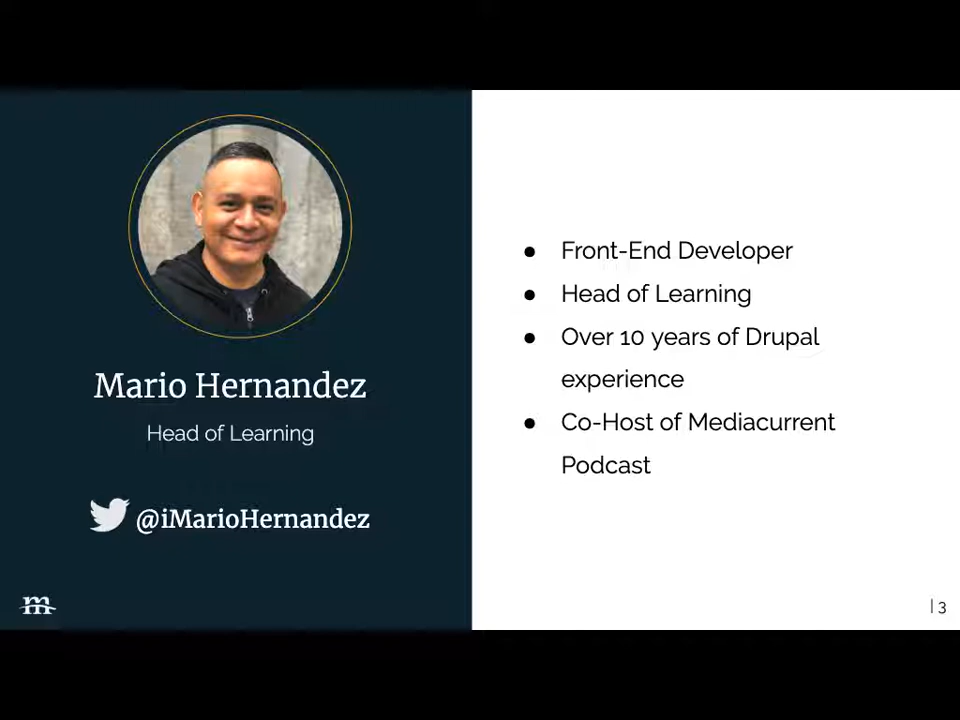 Mario Hernandez
Head of Learning
@iMarioHernandez
m
● Front-End Developer
● Head of Learning
● Over 10 years of Drupal
experience
● Co-Host of Mediacurrent
Podcast
| 3